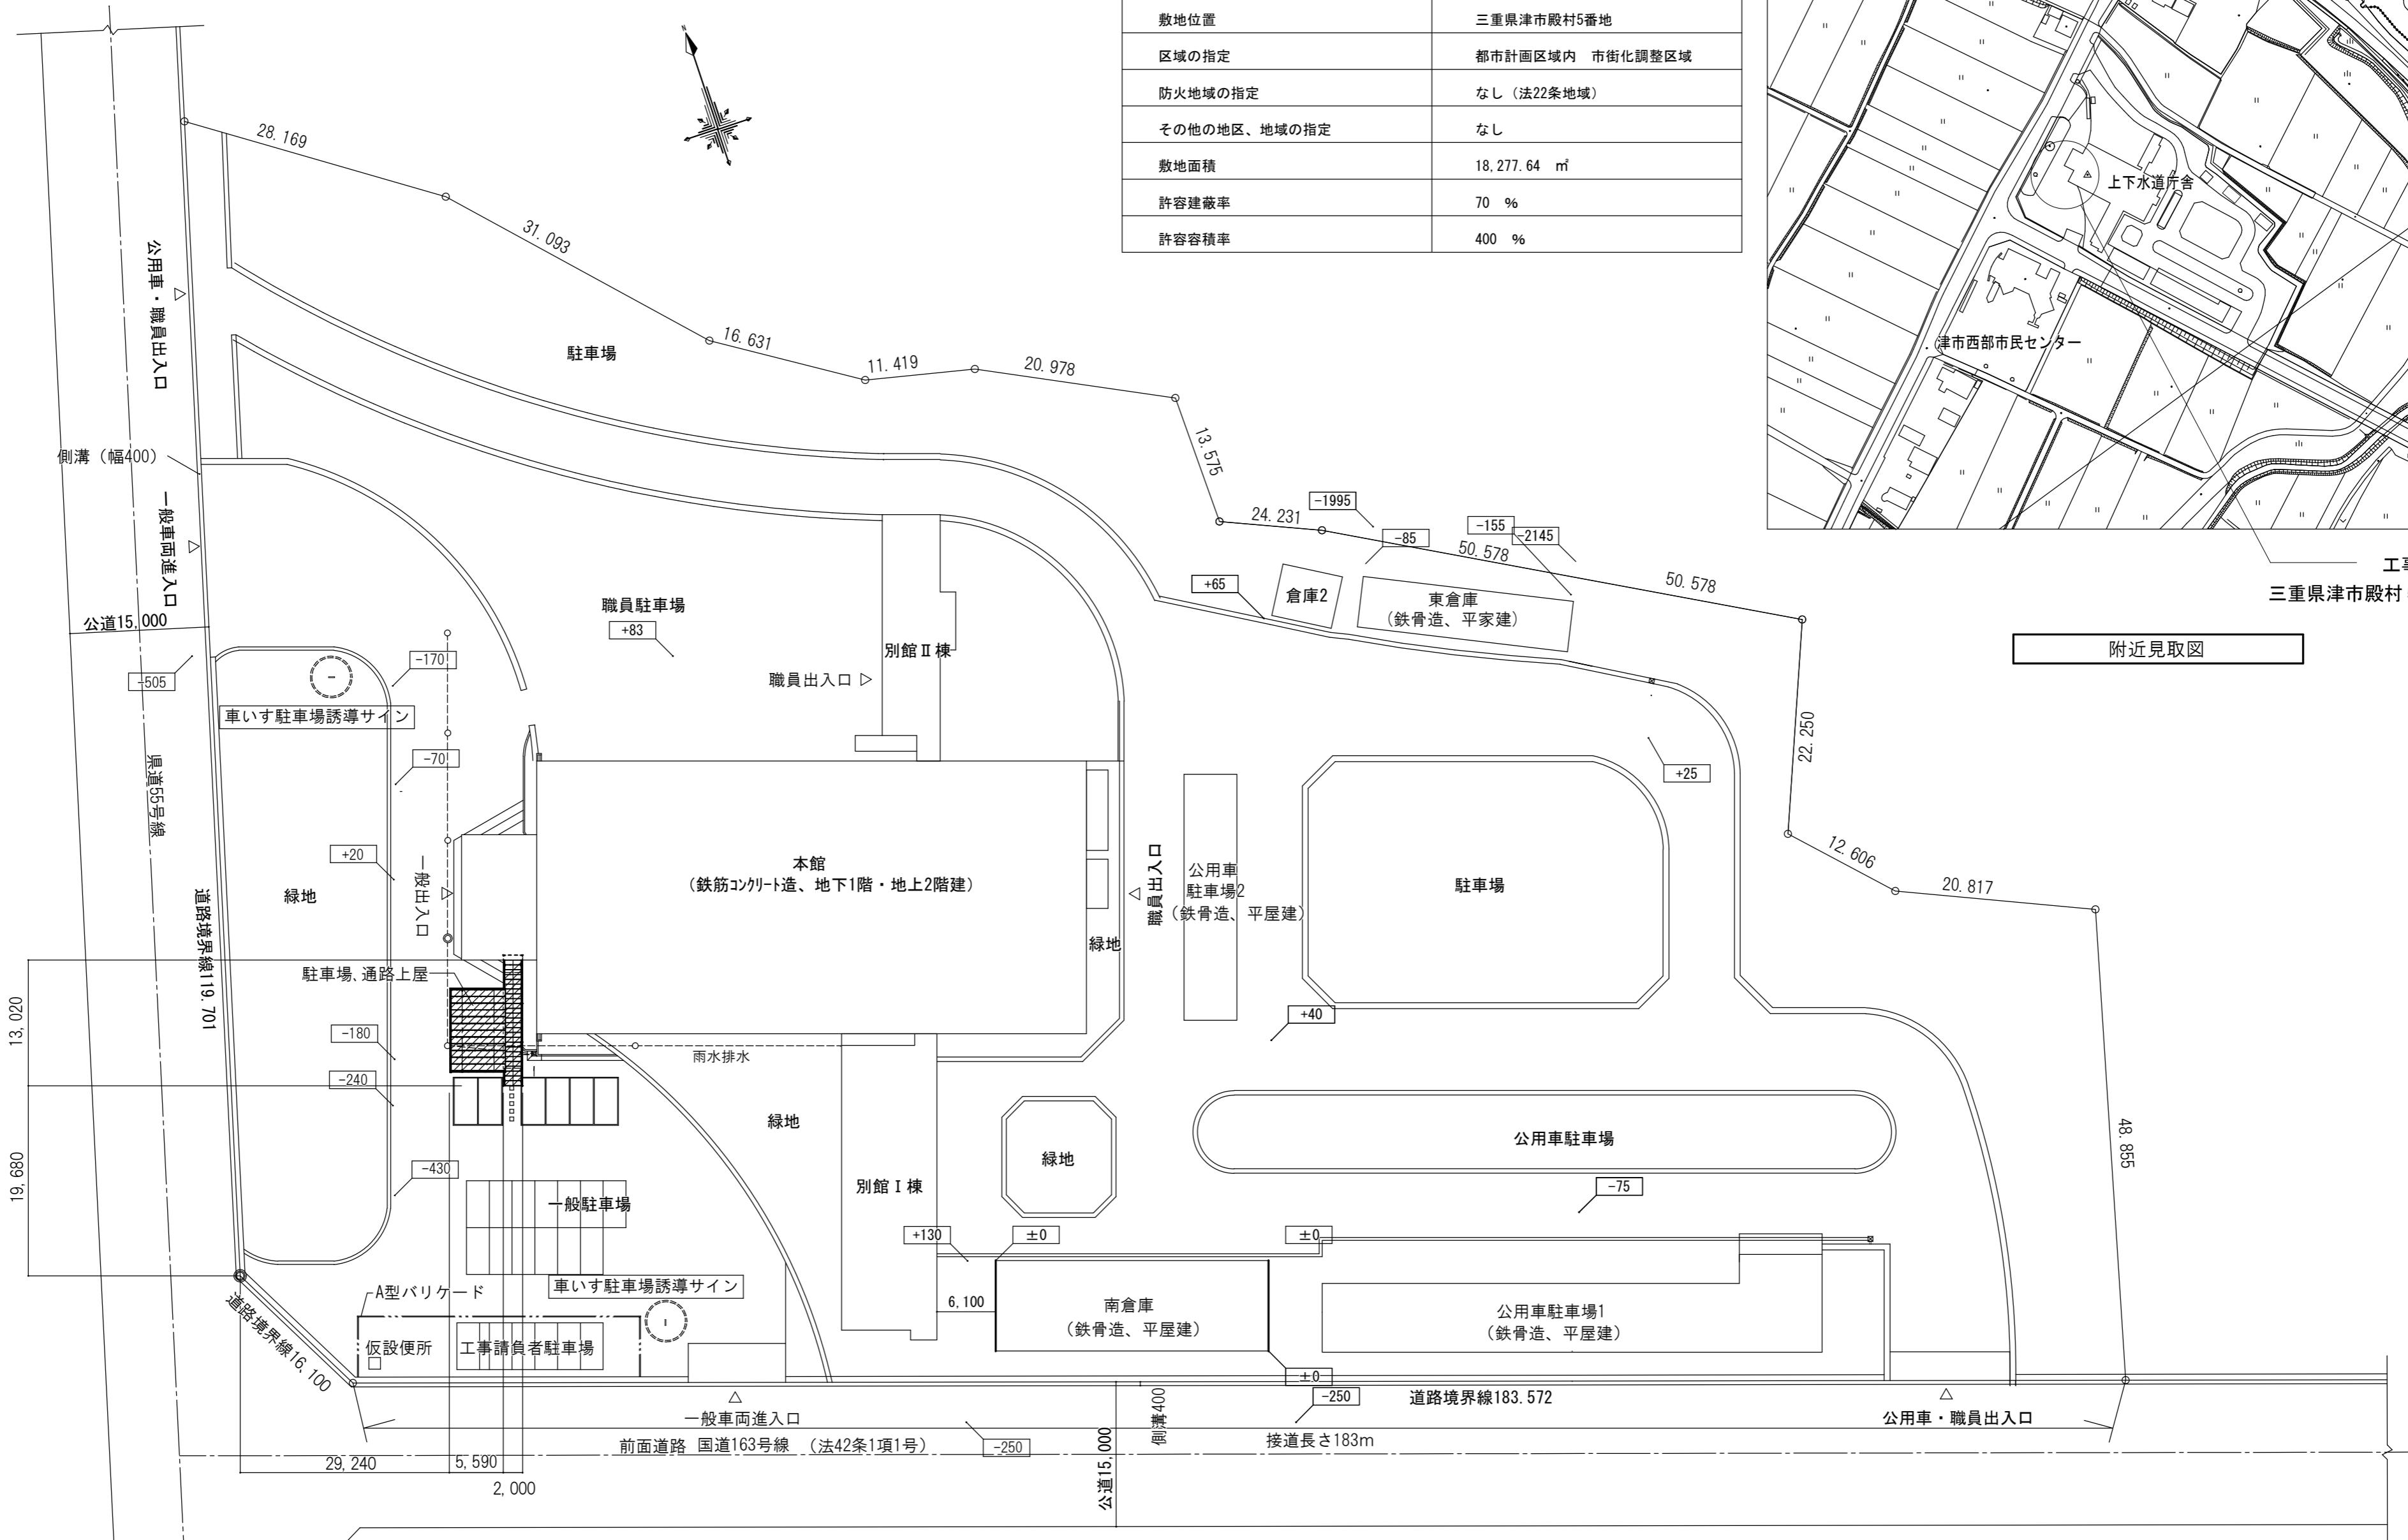 敷地位置 三重県津市殿村5番地
区域の指定 都市計画区域内 市街化調整区域
防火地域の指定 なし（法22条地域）
その他の地区、地域の指定 なし
敷地面積 18,277.64 ㎡
許容建蔽率 70 %
許容容積率 400 %
上下水道庁舎
津市西部市民センター
三重県津市殿村
附近見取図
N
28.169
31.093
16.631
11.419
20.978
13.575
24.231
50.578
50.578
22.250
12.606
20.817
48.855
公用車・職員出入口
側溝（幅400）
一般車両進入口
公道15,000
-505
県道55号線
道路境界線119.701
駐車場
職員駐車場
+83
別館Ⅱ棟
職員出入口
-1995
-85
-155
-2145
+65
倉庫2
東倉庫
（鉄骨造、平家建）
-170
車いす駐車場誘導サイン
-70
+20
緑地
一般出入口
本館
（鉄筋コンクリート造、地下1階・地上2階建）
職員出入口
緑地
公用車
駐車場2
（鉄骨造、平屋建）
駐車場
+25
+40
駐車場､通路上屋
-180
-240
-430
雨水排水
緑地
一般駐車場
別館Ⅰ棟
緑地
公用車駐車場
-75
+130
±0
±0
±0
6,100
南倉庫
（鉄骨造、平屋建）
公用車駐車場1
（鉄骨造、平屋建）
車いす駐車場誘導サイン
A型バリケード
仮設便所
工事請負者駐車場
道路境界線16,100
13,020
19,680
29,240
5,590
2,000
一般車両進入口
前面道路 国道163号線 （法42条1項1号）
-250
公道15,000
側溝400
-250
道路境界線183.572
接道長さ183m
公用車・職員出入口